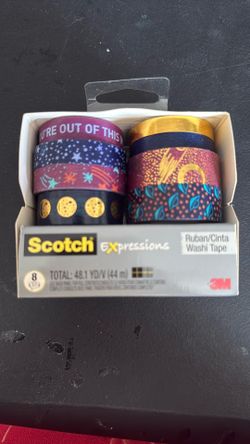 U'RE OUT OF THIS
Scotch
Expressions
Ruban/Cinta
Washi Tape
8
TOTAL: 48.1 YD/V (44 m)
3M